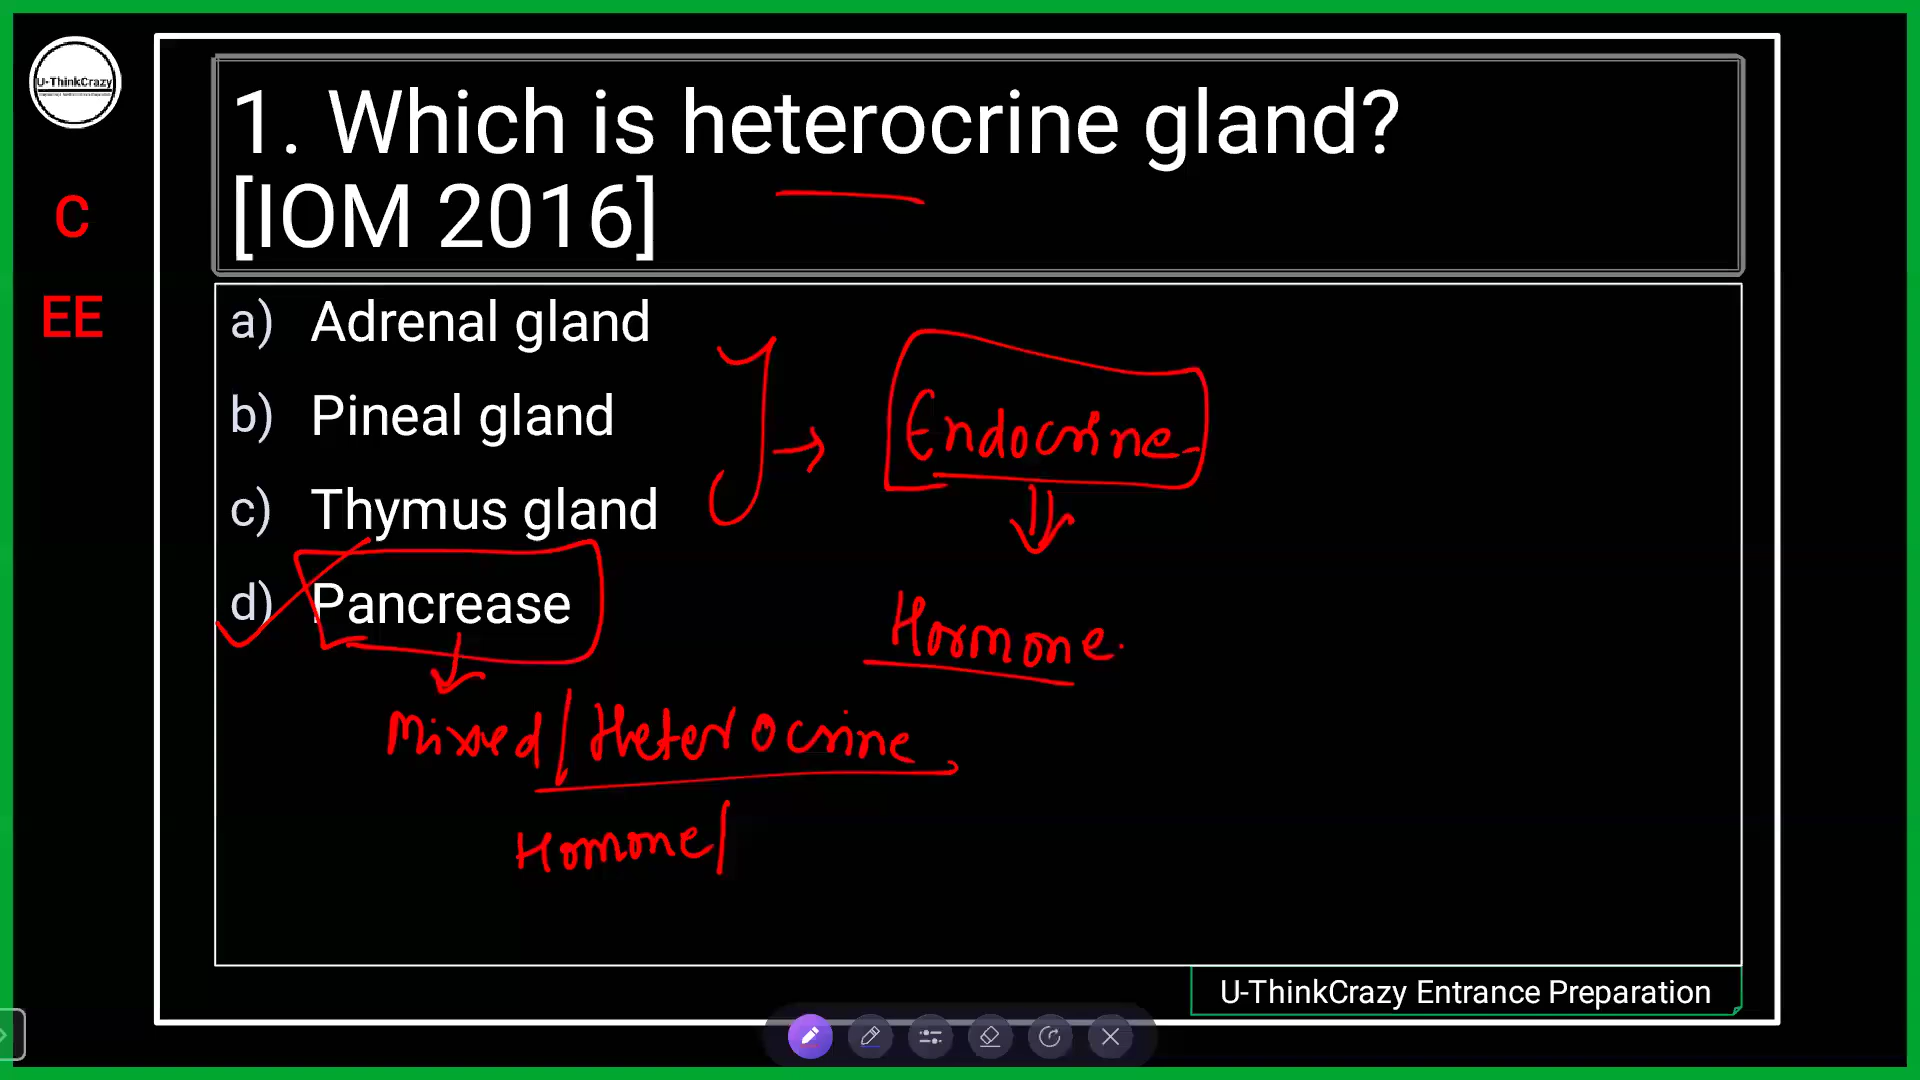 U-ThinkCrazy
1. Which is heterocrine gland?
[IOM 2016]
C
EE
a) Adrenal gland
b) Pineal gland
c) Thymus gland
d) Pancrease
Endocrine
Hormone.
Mixed/Heterocrine
Homone/
U-ThinkCrazy Entrance Preparation